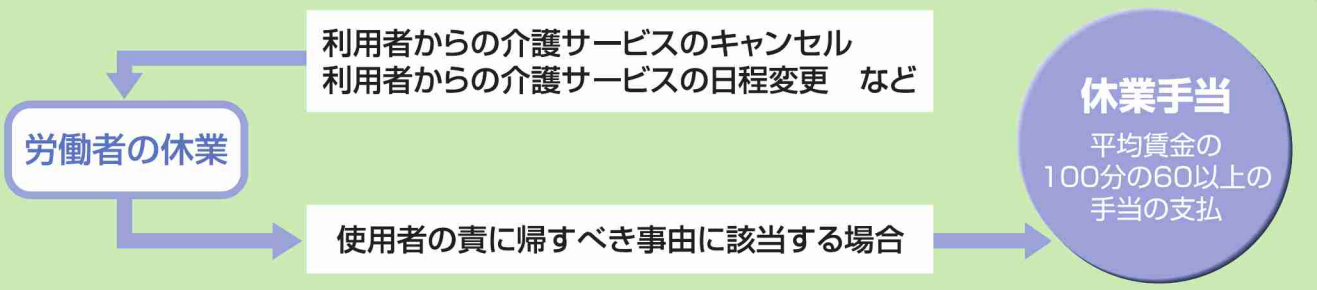 利用者からの介護サービスのキャンセル
利用者からの介護サービスの日程変更　など
労働者の休業
使用者の責に帰すべき事由に該当する場合
休業手当
平均賃金の
100分の60以上の
手当の支払